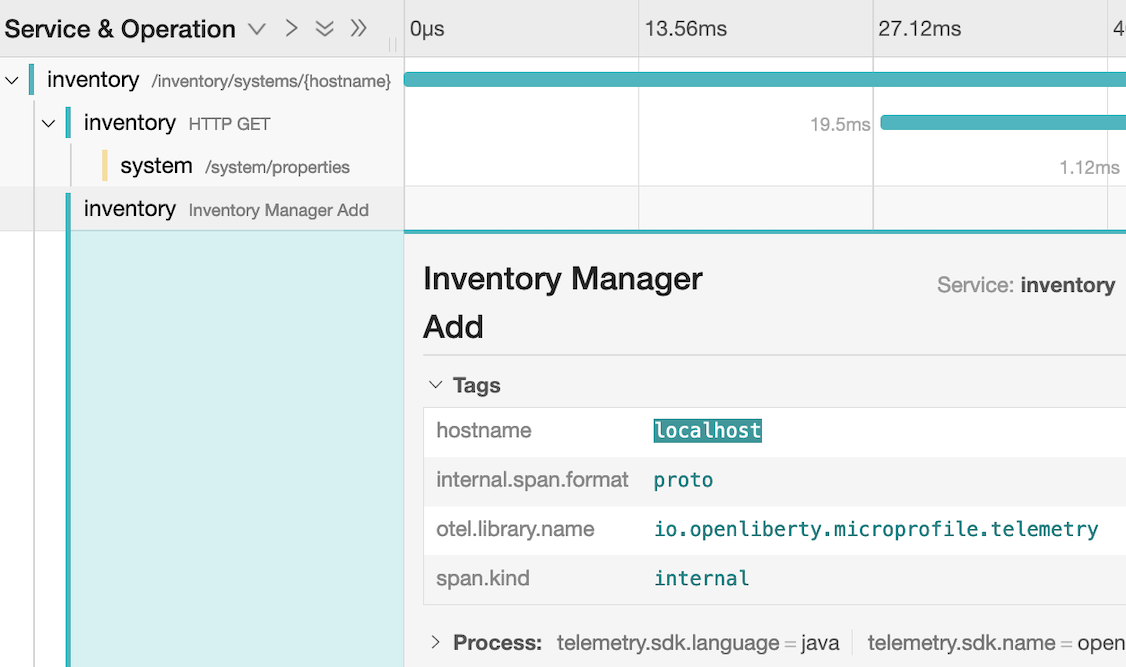 Service & Operation 0μs 13.56ms 27.12ms
inventory /inventory/systems/{hostname}
inventory HTTP GET 19.5ms
system /system/properties 1.12ms
inventory Inventory Manager Add
Inventory Manager
Add
Service: inventory
Tags
hostname localhost
internal.span.format proto
otel.library.name io.openliberty.microprofile.telemetry
span.kind internal
Process: telemetry.sdk.language = java telemetry.sdk.name = open